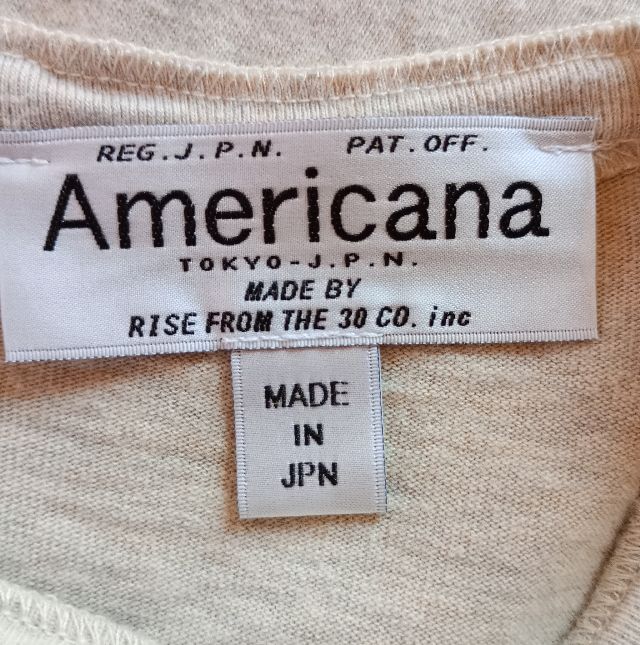 REG.J.P.N. PAT.OFF.
Americana
TOKYO-J.P.N.
MADE BY
RISE FROM THE 30 CO. inc
MADE
IN
JPN